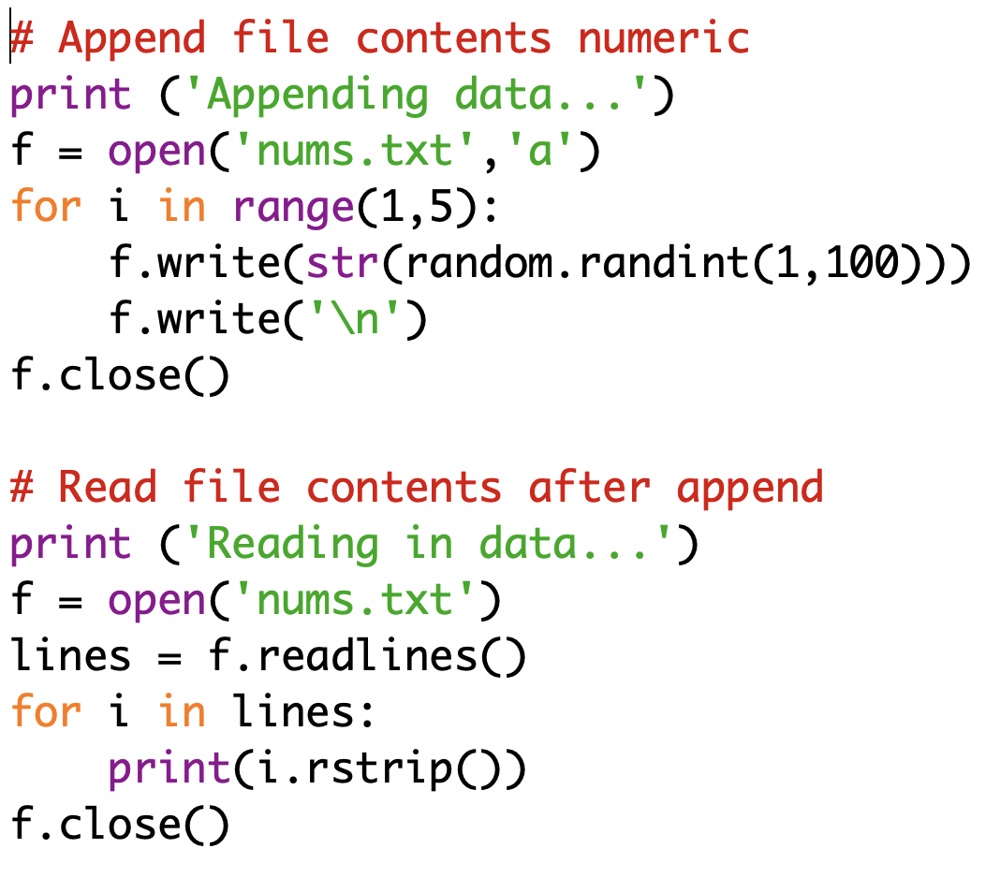 # Append file contents numeric
print ('Appending data...')
f = open('nums.txt','a')
for i in range(1,5):
    f.write(str(random.randint(1,100)))
    f.write('\n')
f.close()

# Read file contents after append
print ('Reading in data...')
f = open('nums.txt')
lines = f.readlines()
for i in lines:
    print(i.rstrip())
f.close()